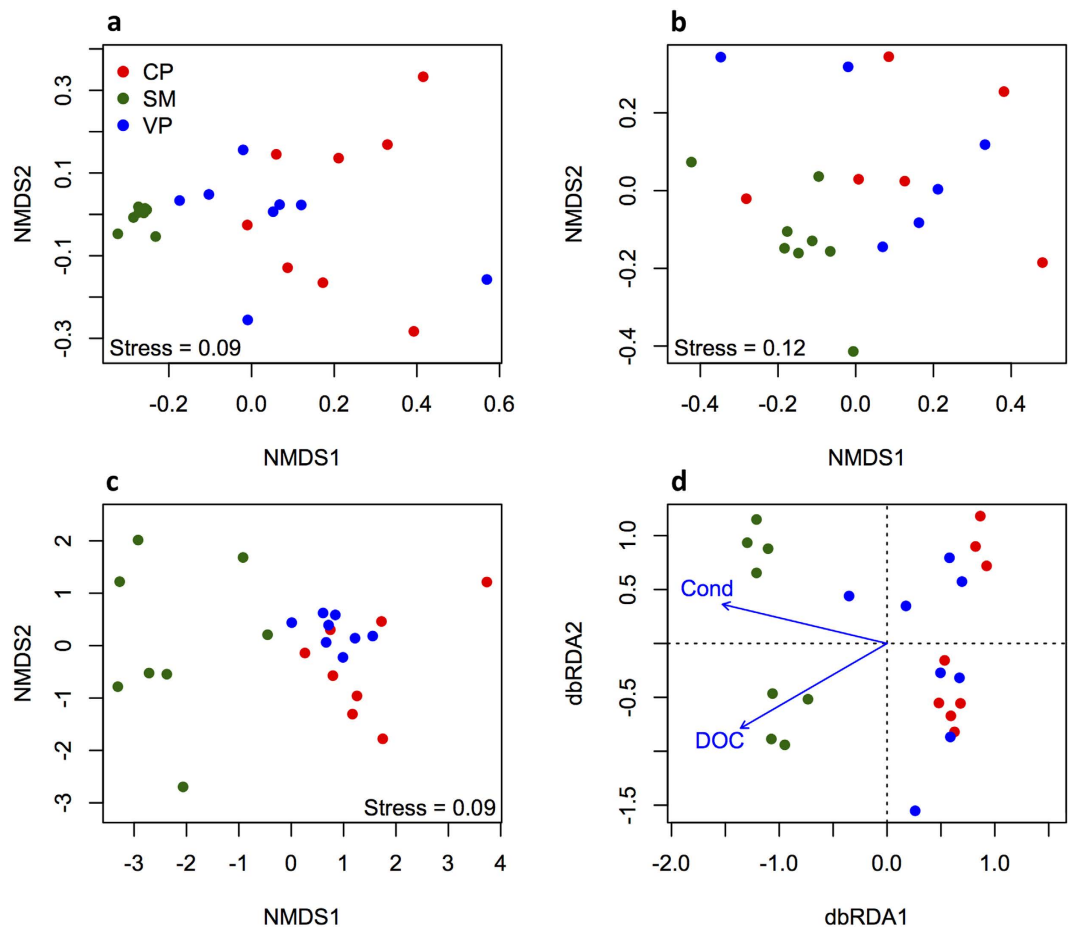 a
CP
SM
VP
0.3
0.1
-0.1
-0.3
NMDS2
Stress = 0.09
-0.2
0.0
0.2
0.4
0.6
NMDS1
b
0.2
0.0
-0.2
-0.4
NMDS2
Stress = 0.12
-0.4
-0.2
0.0
0.2
0.4
NMDS1
c
2
1
0
-1
-2
-3
NMDS2
Stress = 0.09
-3
-2
-1
0
1
2
3
4
NMDS1
d
1.0
0.5
-0.5
-1.5
dbRDA2
Cond
DOC
-2.0
-1.0
0.0
1.0
dbRDA1